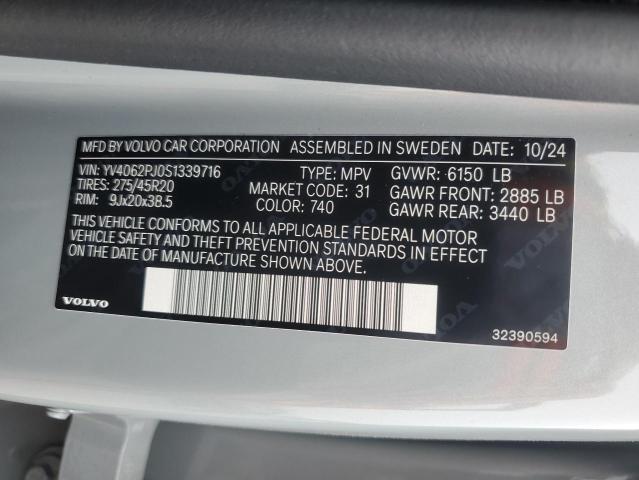 MFD BY VOLVO CAR CORPORATION ASSEMBLED IN SWEDEN DATE: 10/24
VIN: YV4062PJ0S1339716 TYPE: MPV GVWR: 6150 LB
TIRES: 275/45R20 MARKET CODE: 31 GAWR FRONT: 2885 LB
RIM: 9Jx20x38.5 COLOR: 740 GAWR REAR: 3440 LB
THIS VEHICLE CONFORMS TO ALL APPLICABLE FEDERAL MOTOR
VEHICLE SAFETY AND THEFT PREVENTION STANDARDS IN EFFECT
ON THE DATE OF MANUFACTURE SHOWN ABOVE.
VOLVO
32390594